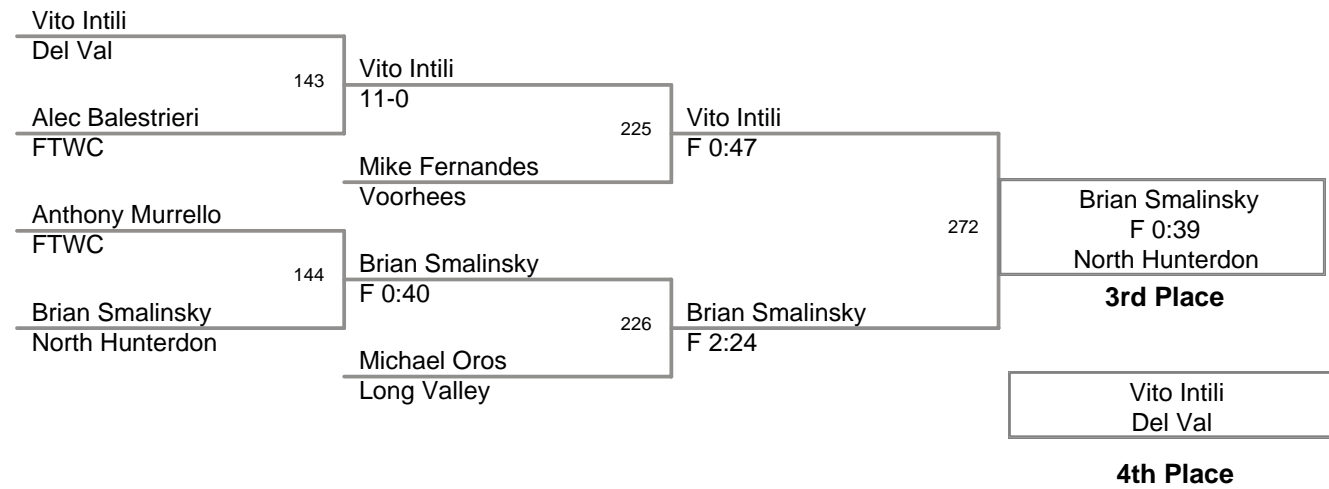 Vito Intili
Del Val
143
Vito Intili
11-0
Alec Balestrieri
FTWC
225
Vito Intili
F 0:47
Mike Fernandes
Voorhees
Anthony Murrello
FTWC
272
Brian Smalinsky
F 0:39
North Hunterdon
3rd Place
144
Brian Smalinsky
F 0:40
Brian Smalinsky
North Hunterdon
226
Brian Smalinsky
F 2:24
Michael Oros
Long Valley
Vito Intili
Del Val
4th Place